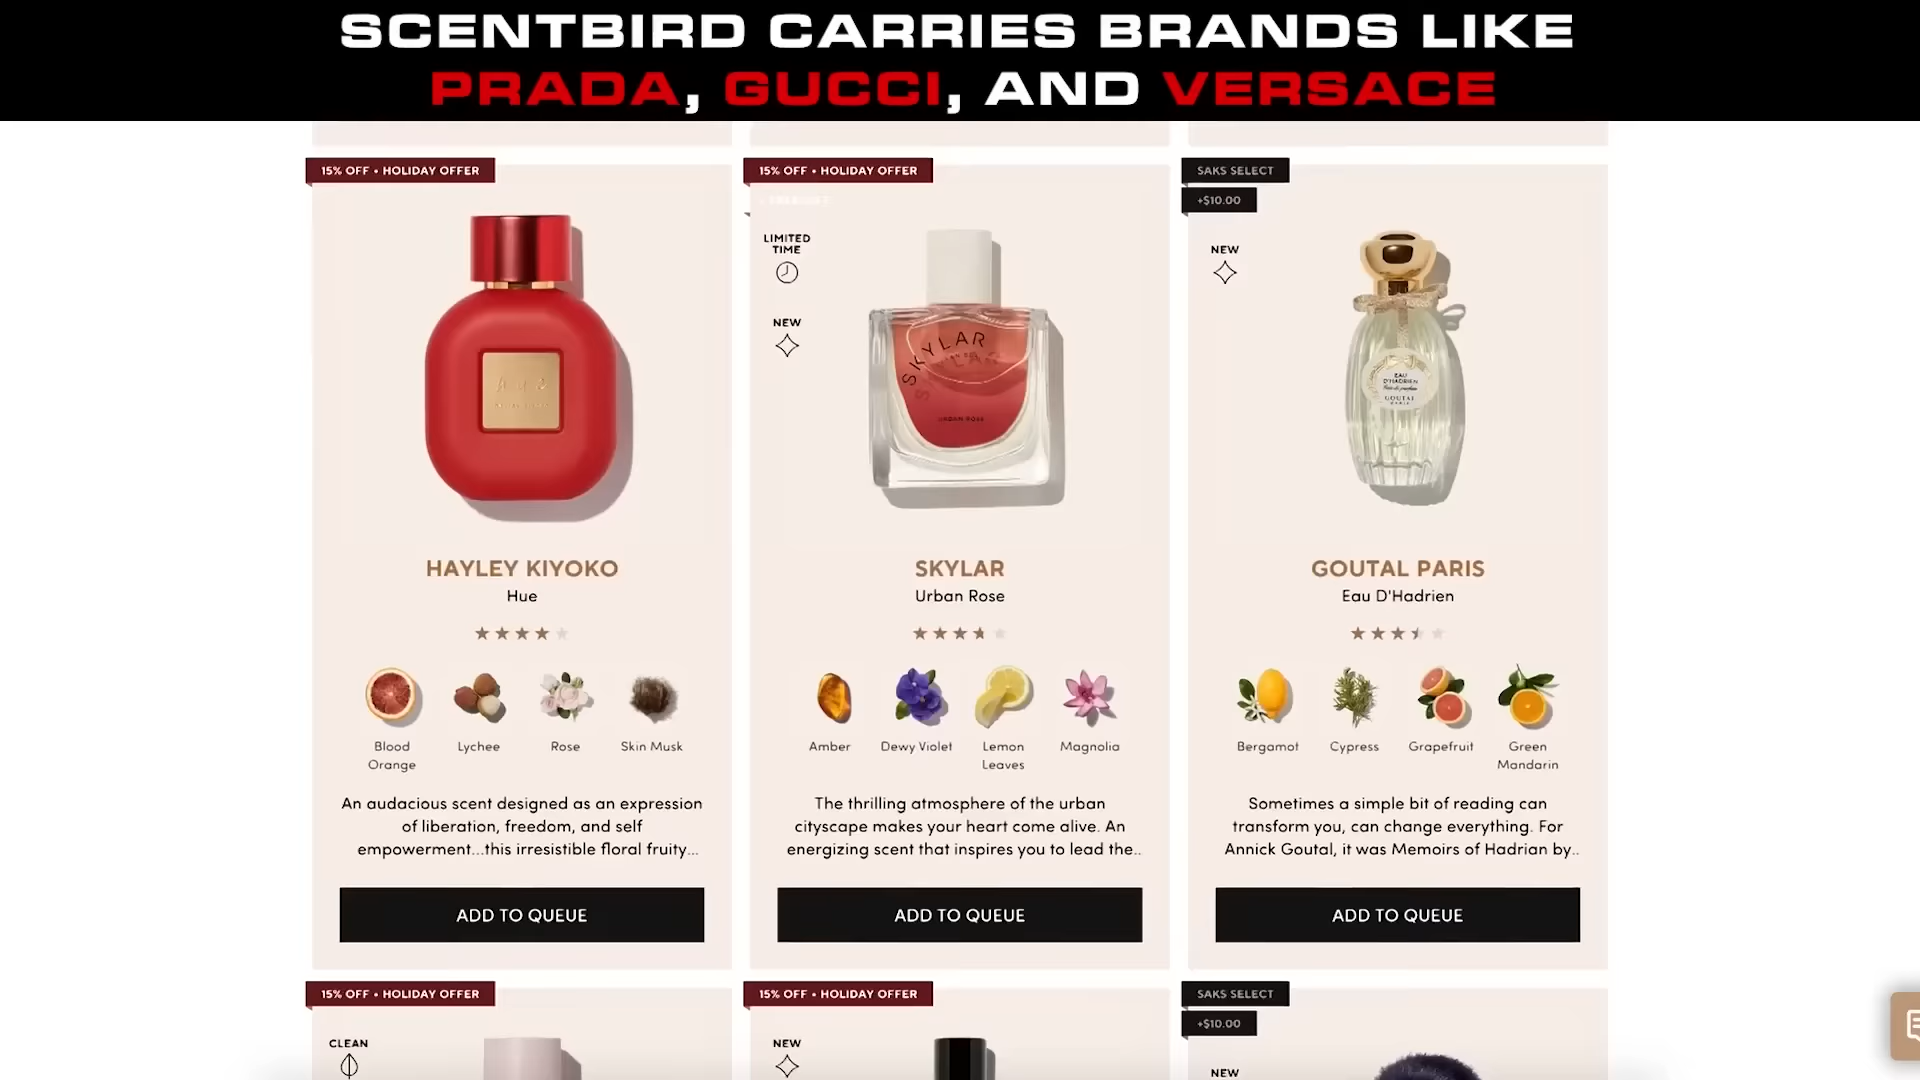 SCENTBIRD CARRIES BRANDS LIKE
PRADA, GUCCI, AND VERSACE
15% OFF • HOLIDAY OFFER
HAYLEY KIYOKO
Hue
Blood
Orange
Lychee
Rose
Skin Musk
An audacious scent designed as an expression
of liberation, freedom, and self
empowerment...this irresistible floral fruity...
ADD TO QUEUE
15% OFF • HOLIDAY OFFER
LIMITED
TIME
NEW
SKYLAR
URBAN ROSE
SKYLAR
Urban Rose
Amber
Dewy Violet
Lemon
Leaves
Magnolia
The thrilling atmosphere of the urban
cityscape makes your heart come alive. An
energizing scent that inspires you to lead the..
ADD TO QUEUE
SAKS SELECT
+$10.00
NEW
EAU
D'HADRIEN
GOUTAL
PARIS
GOUTAL PARIS
Eau D'Hadrien
Bergamot
Cypress
Grapefruit
Green
Mandarin
Sometimes a simple bit of reading can
transform you, can change everything. For
Annick Goutal, it was Memoirs of Hadrian by..
ADD TO QUEUE
15% OFF • HOLIDAY OFFER
CLEAN
15% OFF • HOLIDAY OFFER
NEW
SAKS SELECT
+$10.00
NEW